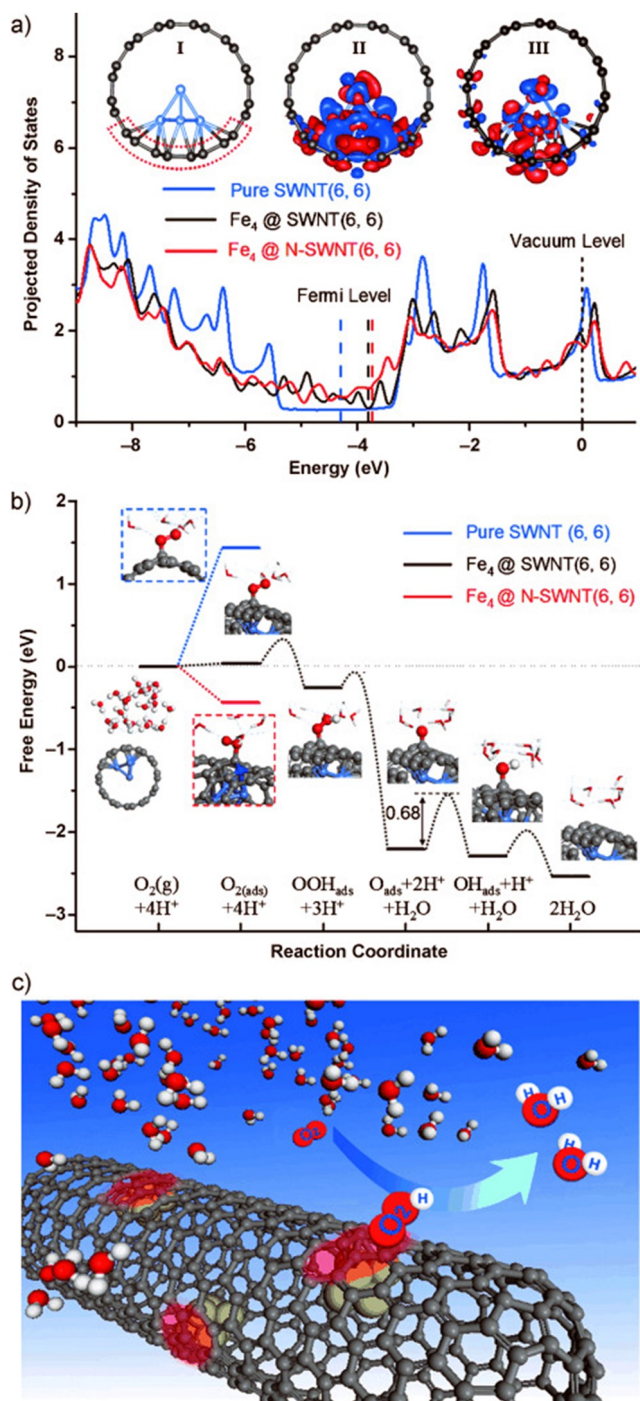 a)
I II III
8
6
4
2
0
Projected Density of States
Pure SWNT(6, 6)
Fe4 @ SWNT(6, 6)
Fe4 @ N-SWNT(6, 6)
Vacuum Level
Fermi Level
−8 −6 −4 −2 0
Energy (eV)
b)
2
1
0
−1
−2
−3
Free Energy (eV)
Pure SWNT (6, 6)
Fe4 @ SWNT(6, 6)
Fe4 @ N-SWNT(6, 6)
0.68
O2(g) O2(ads) OOHads Oads+2H+ OHads+H+ 2H2O
+4H+ +4H+ +3H+ +H2O +H2O
Reaction Coordinate
c)
H
O H
H
O H
O2 H